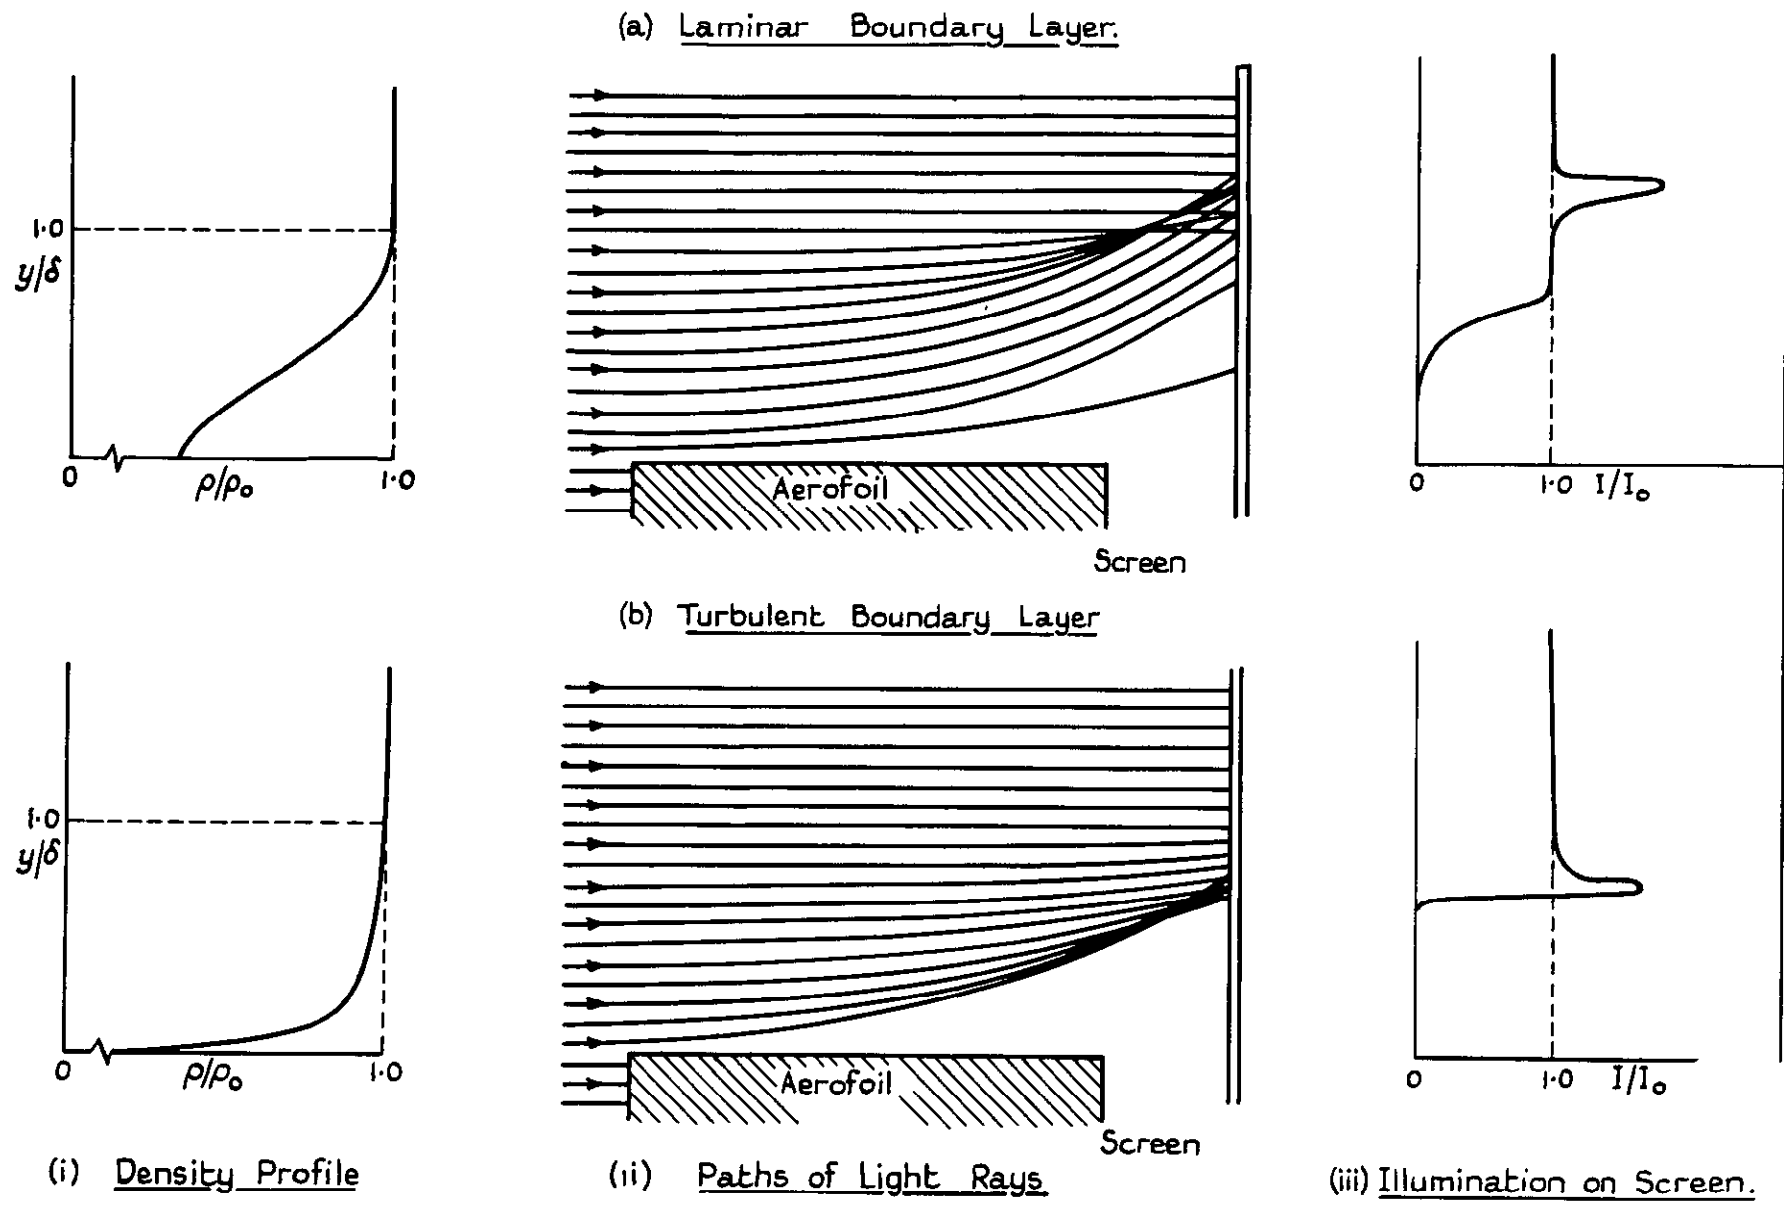 (a) Laminar Boundary Layer.
1.0
y/δ
0
ρ/ρ₀
1.0
Aerofoil
Screen
0
1.0
I/I₀
(b) Turbulent Boundary Layer
1.0
y/δ
0
ρ/ρ₀
1.0
Aerofoil
Screen
0
1.0
I/I₀
(i) Density Profile
(ii) Paths of Light Rays
(iii) Illumination on Screen.